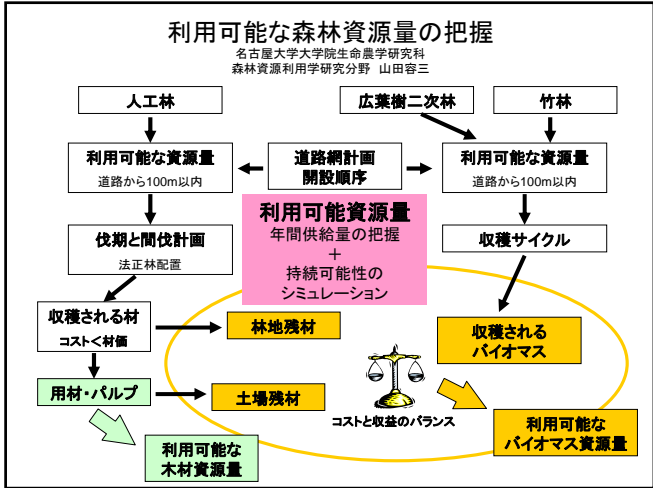 利用可能な森林資源量の把握
名古屋大学大学院生命農学研究科
森林資源利用学研究分野 山田容三
人工林
広葉樹二次林
竹林
利用可能な資源量
道路から100m以内
道路網計画
開設順序
利用可能な資源量
道路から100m以内
利用可能資源量
年間供給量の把握
+
持続可能性の
シミュレーション
伐期と間伐計画
法正林配置
収穫サイクル
収穫される材
コスト<材価
林地残材
収穫される
バイオマス
用材・パルプ
土場残材
コストと収益のバランス
利用可能な
バイオマス資源量
利用可能な
木材資源量